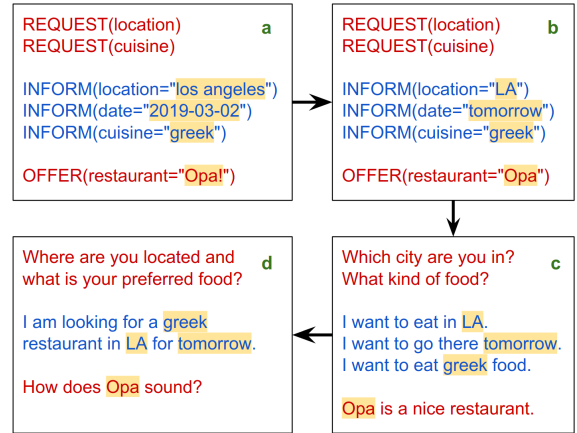 a
REQUEST(location)
REQUEST(cuisine)
INFORM(location="los angeles")
INFORM(date="2019-03-02")
INFORM(cuisine="greek")
OFFER(restaurant="Opa!")
b
REQUEST(location)
REQUEST(cuisine)
INFORM(location="LA")
INFORM(date="tomorrow")
INFORM(cuisine="greek")
OFFER(restaurant="Opa")
c
Which city are you in?
What kind of food?
I want to eat in LA.
I want to go there tomorrow.
I want to eat greek food.
Opa is a nice restaurant.
d
Where are you located and
what is your preferred food?
I am looking for a greek
restaurant in LA for tomorrow.
How does Opa sound?